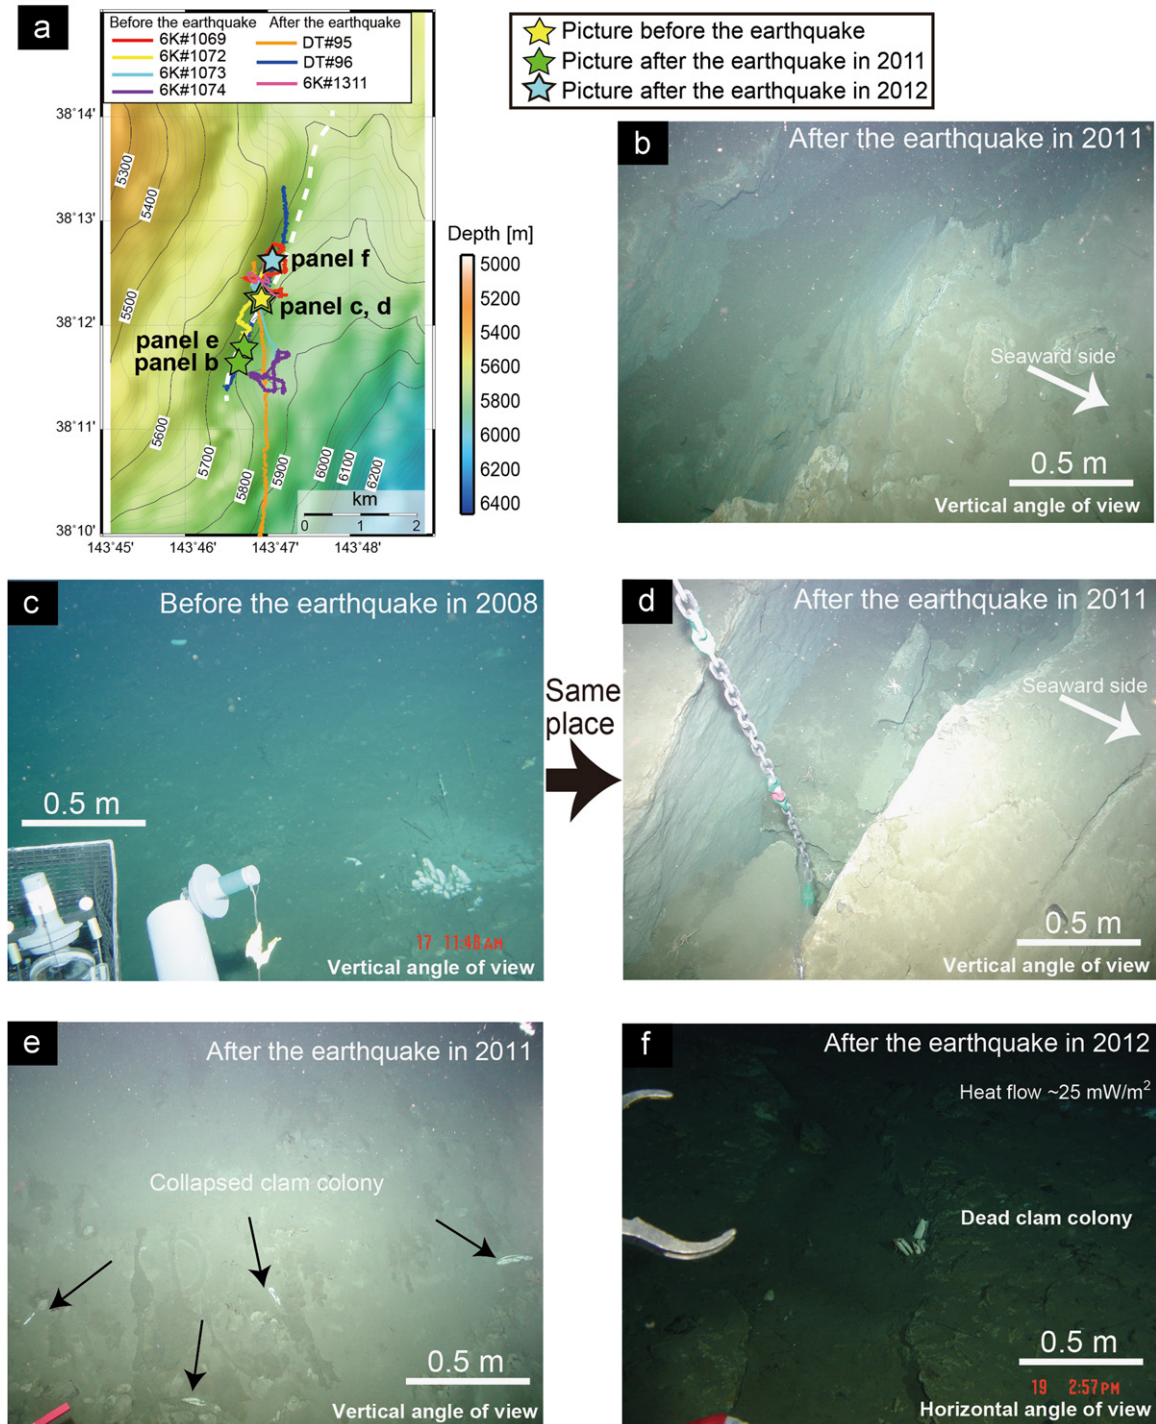 a
Before the earthquake
After the earthquake
6K#1069
6K#1072
6K#1073
6K#1074
DT#95
DT#96
6K#1311
Picture before the earthquake
Picture after the earthquake in 2011
Picture after the earthquake in 2012
38°14'
38°13'
38°12'
38°11'
38°10'
143°45'
143°46'
143°47'
143°48'
5300
5400
5500
5600
5700
5800
5900
6000
6100
6200
panel f
panel c, d
panel e
panel b
km
0 1 2
Depth [m]
5000
5200
5400
5600
5800
6000
6200
6400
b
After the earthquake in 2011
Seaward side
0.5 m
Vertical angle of view
c
Before the earthquake in 2008
0.5 m
17 11:48AM
Vertical angle of view
Same
place
d
After the earthquake in 2011
Seaward side
0.5 m
Vertical angle of view
e
After the earthquake in 2011
Collapsed clam colony
0.5 m
Vertical angle of view
f
After the earthquake in 2012
Heat flow ~25 mW/m²
Dead clam colony
0.5 m
19 2:57PM
Horizontal angle of view